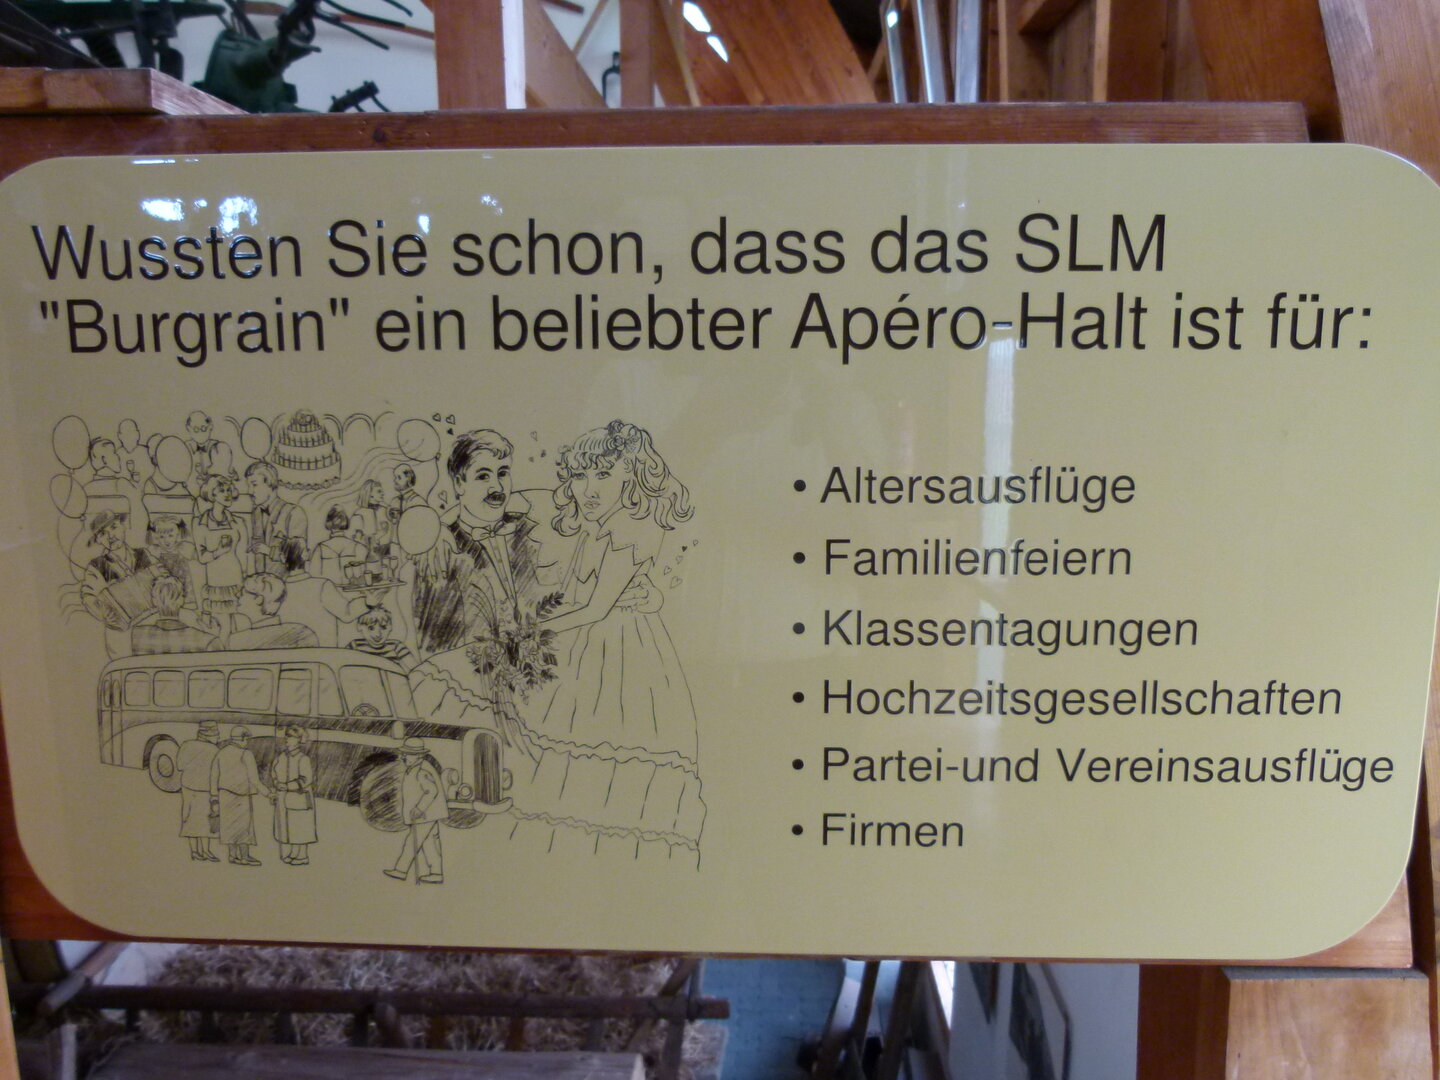 Wussten Sie schon, dass das SLM
"Burgrain" ein beliebter Apéro-Halt ist für:
• Altersausflüge
• Familienfeiern
• Klassentagungen
• Hochzeitsgesellschaften
• Partei-und Vereinsausflüge
• Firmen